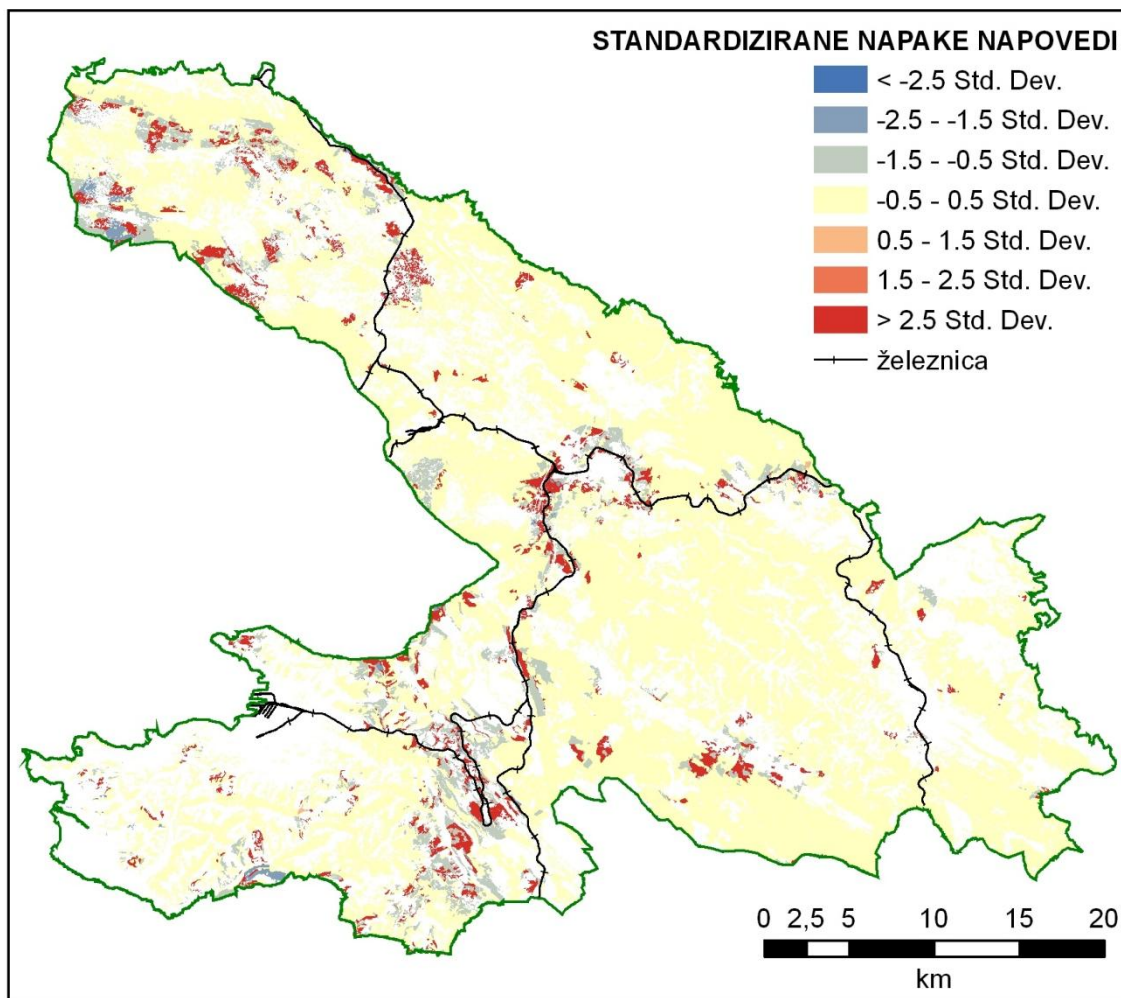 STANDARDIZIRANE NAPAKE NAPOVEDI
< -2.5 Std. Dev.
-2.5 - -1.5 Std. Dev.
-1.5 - -0.5 Std. Dev.
-0.5 - 0.5 Std. Dev.
0.5 - 1.5 Std. Dev.
1.5 - 2.5 Std. Dev.
> 2.5 Std. Dev.
železnica
0 2,5 5 10 15 20
km